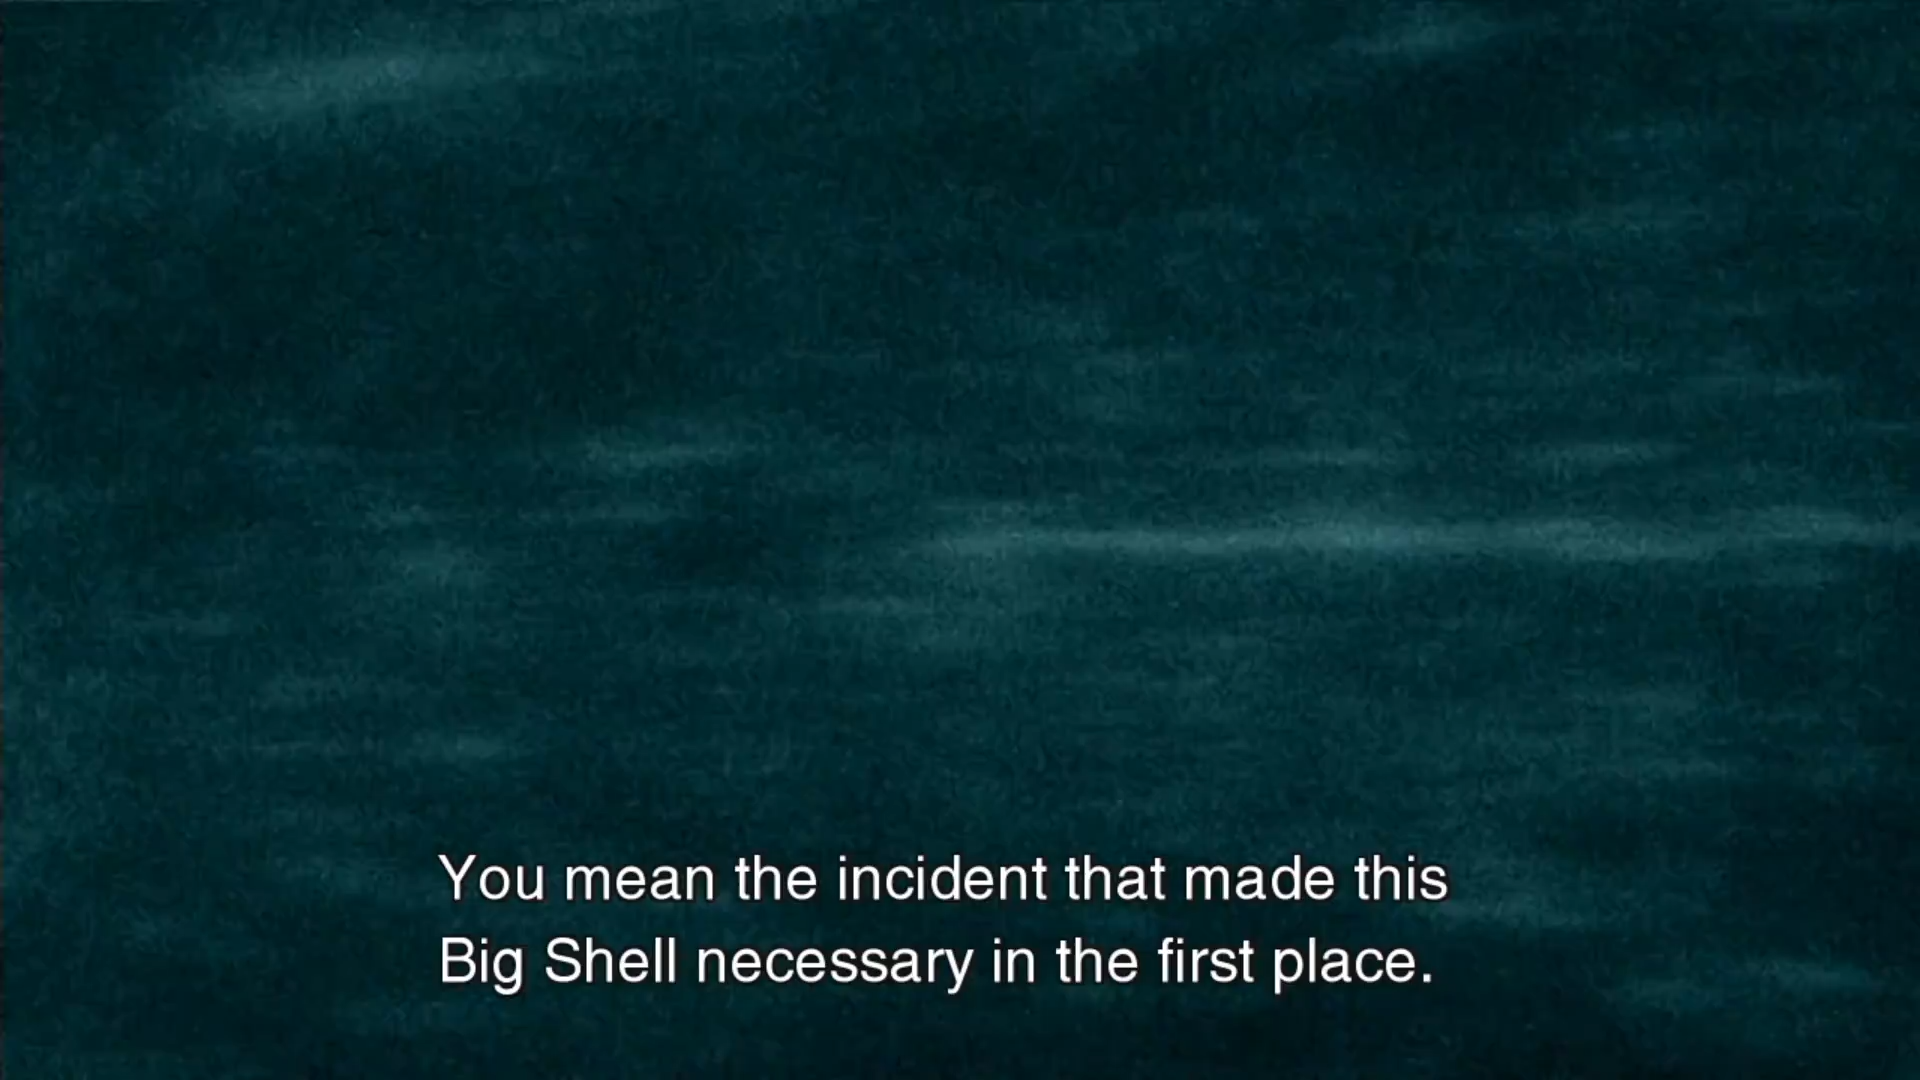 You mean the incident that made this
Big Shell necessary in the first place.